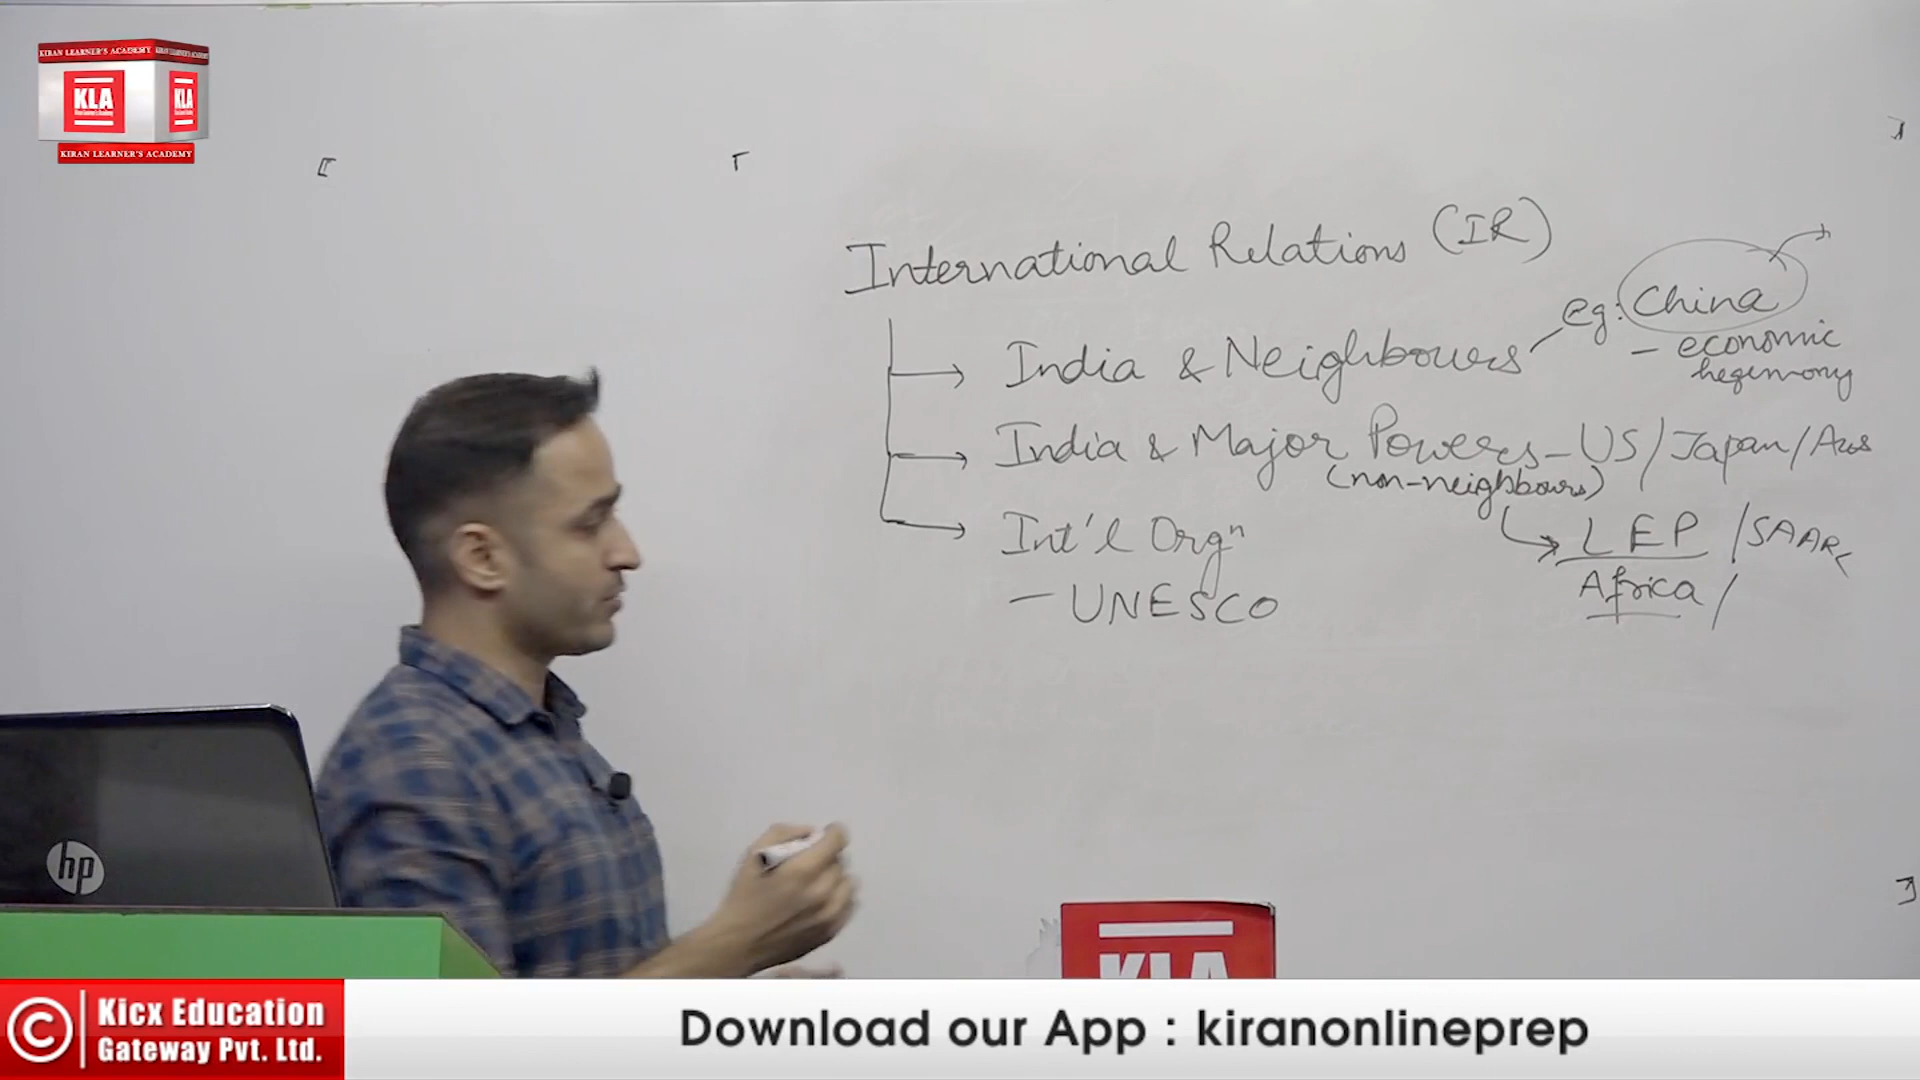 KIRAN LEARNER'S ACADEMY
KLA
KLA
KIRAN LEARNER'S ACADEMY
International Relations (IR)
India & Neighbours
eg: China
- economic
hegemony
India & Major Powers - US/Japan/Aus
(non-neighbours)
LEP /SAARC
Africa /
Int'l Orgn
- UNESCO
hp
KLA
© Kicx Education
Gateway Pvt. Ltd.
Download our App : kiranonlineprep